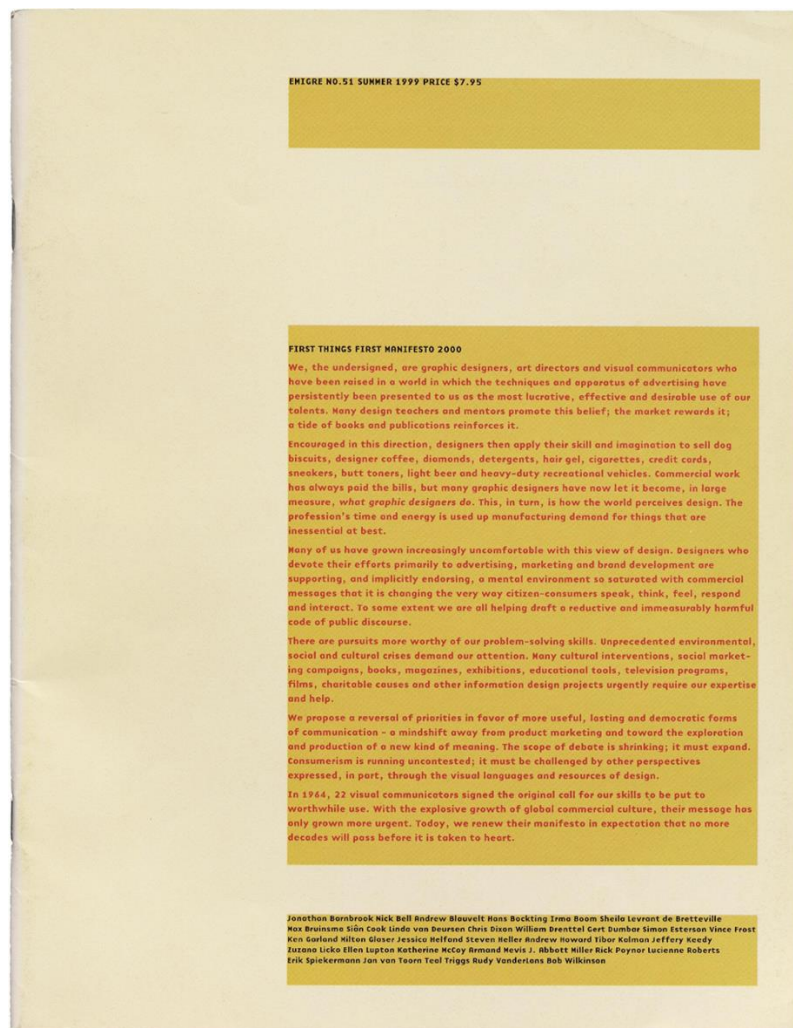 EMIGRE NO.51 SUMMER 1999 PRICE $7.95
FIRST THINGS FIRST MANIFESTO 2000
We, the undersigned, are graphic designers, art directors and visual communicators who
have been raised in a world in which the techniques and apparatus of advertising have
persistently been presented to us as the most lucrative, effective and desirable use of our
talents. Many design teachers and mentors promote this belief; the market rewards it;
a tide of books and publications reinforces it.
Encouraged in this direction, designers then apply their skill and imagination to sell dog
biscuits, designer coffee, diamonds, detergents, hair gel, cigarettes, credit cards,
sneakers, butt toners, light beer and heavy-duty recreational vehicles. Commercial work
has always paid the bills, but many graphic designers have now let it become, in large
measure, what graphic designers do. This, in turn, is how the world perceives design. The
profession's time and energy is used up manufacturing demand for things that are
inessential at best.
Many of us have grown increasingly uncomfortable with this view of design. Designers who
devote their efforts primarily to advertising, marketing and brand development are
supporting, and implicitly endorsing, a mental environment so saturated with commercial
messages that it is changing the very way citizen-consumers speak, think, feel, respond
and interact. To some extent we are all helping draft a reductive and immeasurably harmful
code of public discourse.
There are pursuits more worthy of our problem-solving skills. Unprecedented environmental,
social and cultural crises demand our attention. Many cultural interventions, social market-
ing campaigns, books, magazines, exhibitions, educational tools, television programs,
films, charitable causes and other information design projects urgently require our expertise
and help.
We propose a reversal of priorities in favor of more useful, lasting and democratic forms
of communication - a mindshift away from product marketing and toward the exploration
and production of a new kind of meaning. The scope of debate is shrinking; it must expand.
Consumerism is running uncontested; it must be challenged by other perspectives
expressed, in part, through the visual languages and resources of design.
In 1964, 22 visual communicators signed the original call for our skills to be put to
worthwhile use. With the explosive growth of global commercial culture, their message has
only grown more urgent. Today, we renew their manifesto in expectation that no more
decades will pass before it is taken to heart.
Jonathan Barnbrook Nick Bell Andrew Blauvelt Hans Bockting Irma Boom Sheila Levrant de Bretteville
Max Bruinsma Siân Cook Linda van Deursen Chris Dixon William Drenttel Gert Dumbar Simon Esterson Vince Frost
Ken Garland Milton Glaser Jessica Helfand Steven Heller Andrew Howard Tibor Kalman Jeffery Keedy
Zuzana Licko Ellen Lupton Katherine McCoy Armand Mevis J. Abbott Miller Rick Poynor Lucienne Roberts
Erik Spiekermann Jan van Toorn Teal Triggs Rudy VanderLans Bob Wilkinson